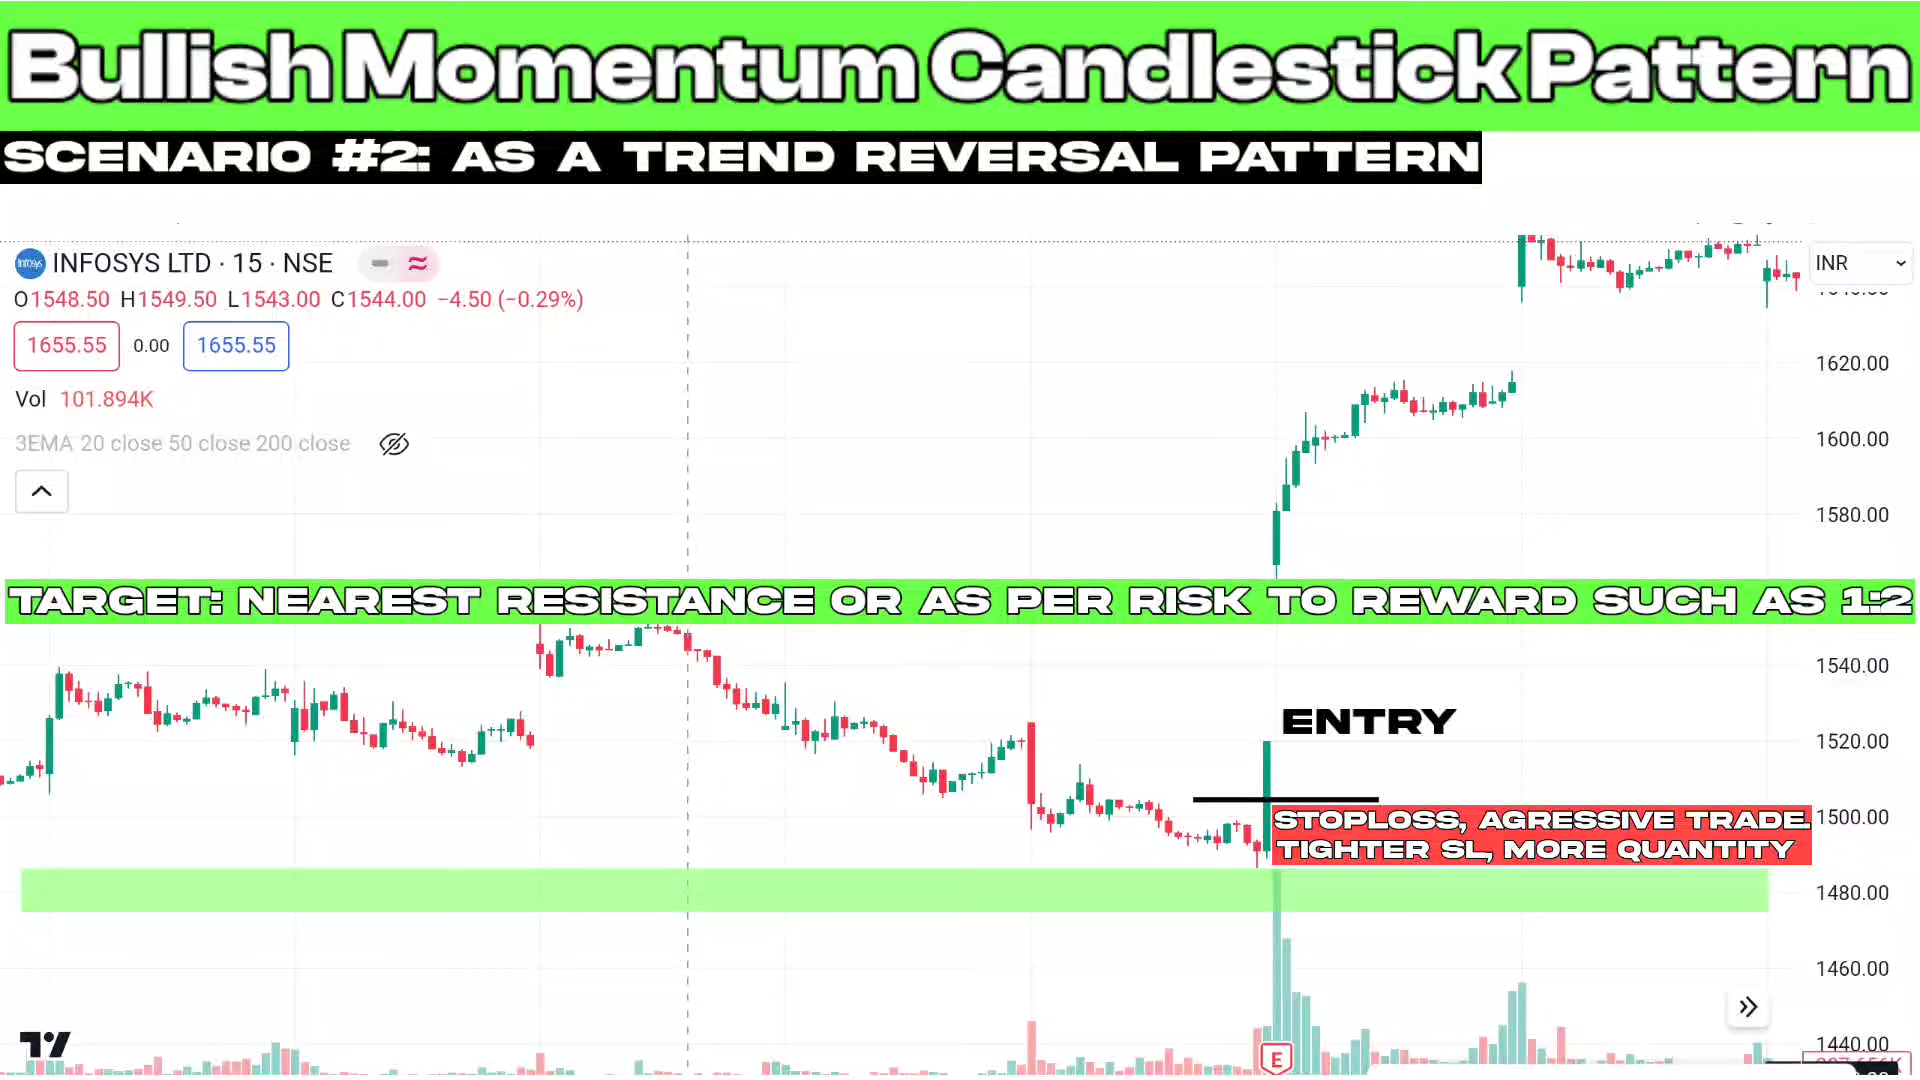 Bullish Momentum Candlestick Pattern
SCENARIO #2: AS A TREND REVERSAL PATTERN
Infosys INFOSYS LTD · 15 · NSE
INR
O1548.50 H1549.50 L1543.00 C1544.00 −4.50 (−0.29%)
1655.55 0.00 1655.55
1620.00
Vol 101.894K
1600.00
3EMA 20 close 50 close 200 close
1580.00
TARGET: NEAREST RESISTANCE OR AS PER RISK TO REWARD SUCH AS 1:2
1540.00
ENTRY
1520.00
STOPLOSS, AGRESSIVE TRADE.
1500.00
TIGHTER SL, MORE QUANTITY
1480.00
1460.00
1440.00
E